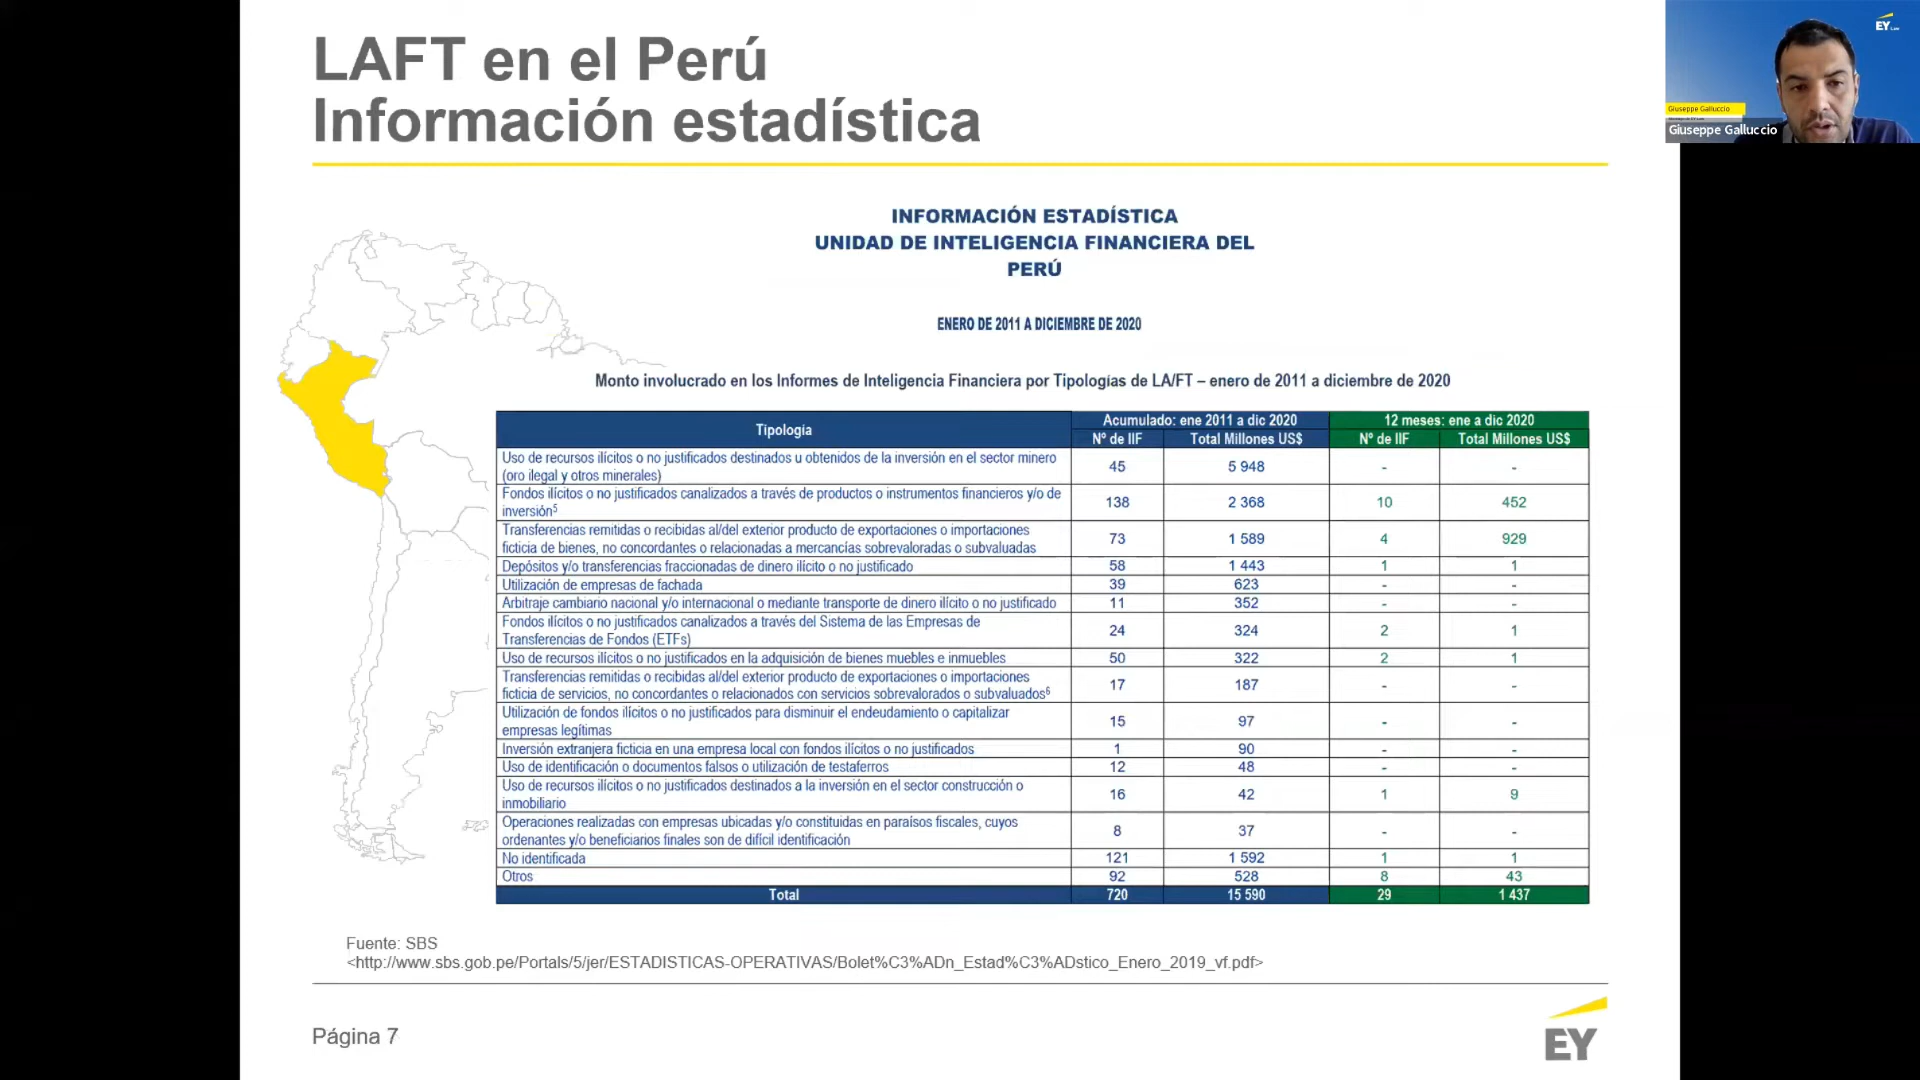 LAFT en el Perú
Información estadística
EY
Giuseppe Galluccio
Giuseppe Galluccio
INFORMACIÓN ESTADÍSTICA
UNIDAD DE INTELIGENCIA FINANCIERA DEL
PERÚ
ENERO DE 2011 A DICIEMBRE DE 2020
Monto involucrado en los Informes de Inteligencia Financiera por Tipologías de LA/FT – enero de 2011 a diciembre de 2020
Tipología Acumulado: ene 2011 a dic 2020 12 meses: ene a dic 2020
Nº de IIF Total Millones US$ Nº de IIF Total Millones US$
Uso de recursos ilícitos o no justificados destinados u obtenidos de la inversión en el sector minero
(oro ilegal y otros minerales) 45 5 948 - -
Fondos ilícitos o no justificados canalizados a través de productos o instrumentos financieros y/o de
inversión⁵ 138 2 368 10 452
Transferencias remitidas o recibidas al/del exterior producto de exportaciones o importaciones
ficticia de bienes, no concordantes o relacionadas a mercancías sobrevaloradas o subvaluadas 73 1 589 4 929
Depósitos y/o transferencias fraccionadas de dinero ilícito o no justificado 58 1 443 1 1
Utilización de empresas de fachada 39 623 - -
Arbitraje cambiario nacional y/o internacional o mediante transporte de dinero ilícito o no justificado 11 352 - -
Fondos ilícitos o no justificados canalizados a través del Sistema de las Empresas de
Transferencias de Fondos (ETFs) 24 324 2 1
Uso de recursos ilícitos o no justificados en la adquisición de bienes muebles e inmuebles 50 322 2 1
Transferencias remitidas o recibidas al/del exterior producto de exportaciones o importaciones
ficticia de servicios, no concordantes o relacionados con servicios sobrevalorados o subvaluados⁶ 17 187 - -
Utilización de fondos ilícitos o no justificados para disminuir el endeudamiento o capitalizar
empresas legítimas 15 97 - -
Inversión extranjera ficticia en una empresa local con fondos ilícitos o no justificados 1 90 - -
Uso de identificación o documentos falsos o utilización de testaferros 12 48 - -
Uso de recursos ilícitos o no justificados destinados a la inversión en el sector construcción o
inmobiliario 16 42 1 9
Operaciones realizadas con empresas ubicadas y/o constituidas en paraísos fiscales, cuyos
ordenantes y/o beneficiarios finales son de difícil identificación 8 37 - -
No identificada 121 1 592 1 1
Otros 92 528 8 43
Total 720 15 590 29 1 437
Fuente: SBS
<http://www.sbs.gob.pe/Portals/5/jer/ESTADISTICAS-OPERATIVAS/Bolet%C3%ADn_Estad%C3%ADstico_Enero_2019_vf.pdf>
Página 7
EY